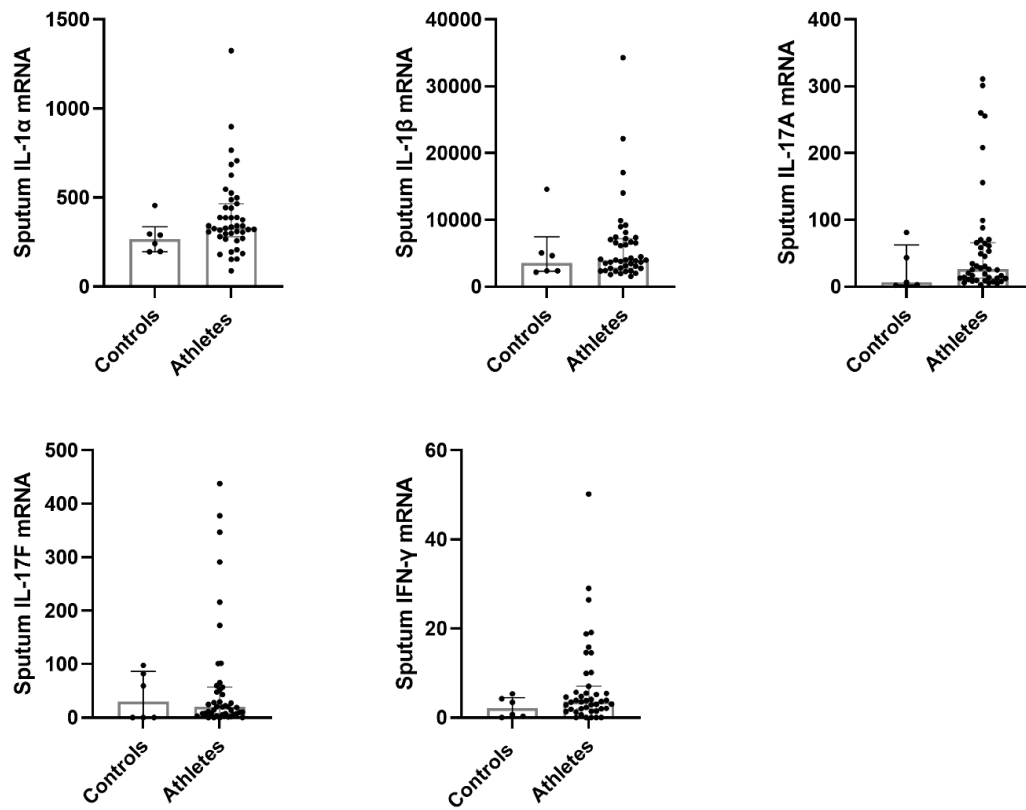 Sputum IL-1α mRNA
1500
1000
500
0
Controls
Athletes
Sputum IL-1β mRNA
40000
30000
20000
10000
0
Controls
Athletes
Sputum IL-17A mRNA
400
300
200
100
0
Controls
Athletes
Sputum IL-17F mRNA
500
400
300
200
100
0
Controls
Athletes
Sputum IFN-γ mRNA
60
40
20
0
Controls
Athletes